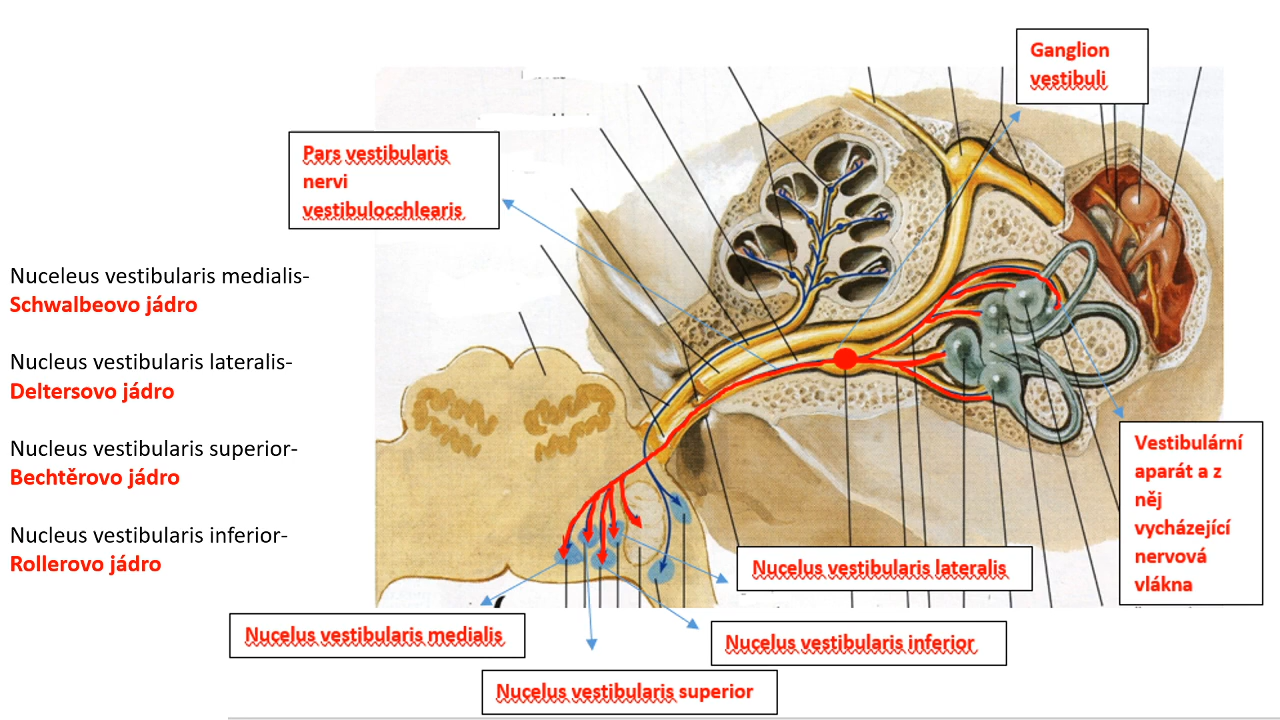 Ganglion
vestibuli
Pars vestibularis
nervi
vestibulocchlearis
Nuceleus vestibularis medialis-
Schwalbeovo jádro
Nucleus vestibularis lateralis-
Deltersovo jádro
Nucleus vestibularis superior-
Bechtěrovo jádro
Nucleus vestibularis inferior-
Rollerovo jádro
Vestibulární
aparát a z
něj
vycházející
nervová
vlákna
Nucelus vestibularis lateralis
Nucelus vestibularis medialis
Nucelus vestibularis inferior
Nucelus vestibularis superior